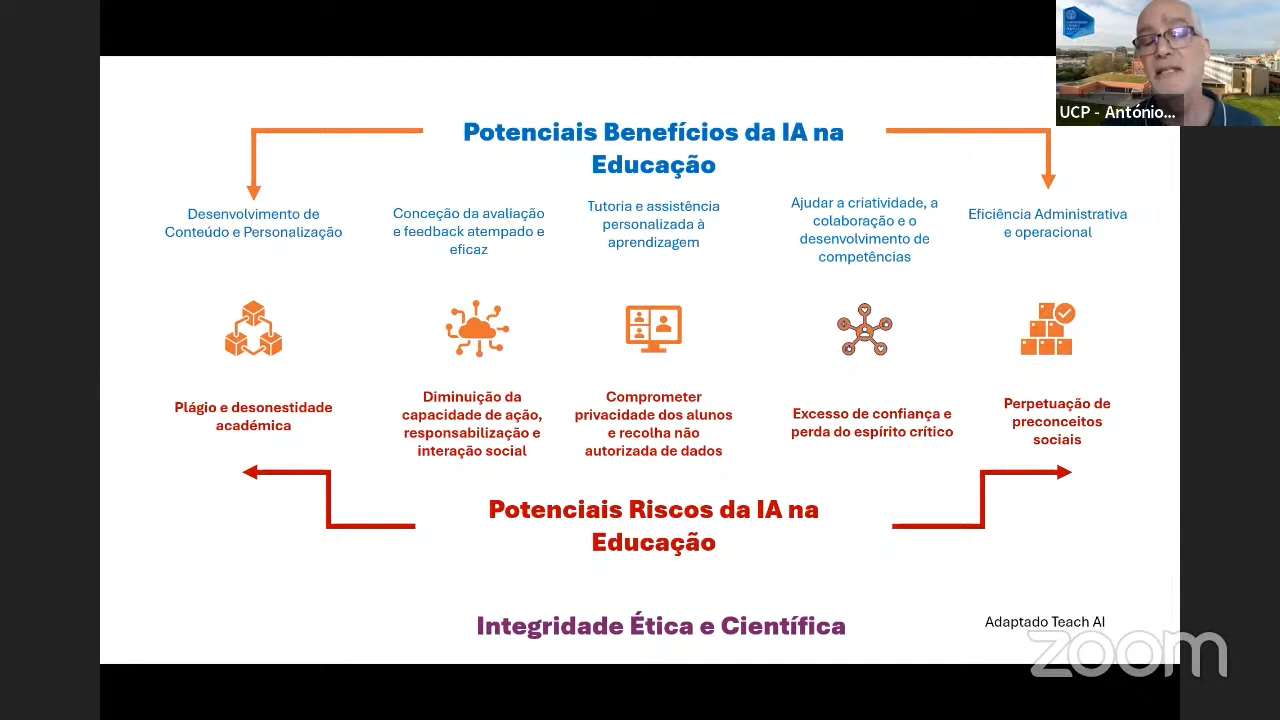 UCP - António...
Potenciais Benefícios da IA na
Educação
Desenvolvimento de
Conteúdo e Personalização
Conceção da avaliação
e feedback atempado e
eficaz
Tutoria e assistência
personalizada à
aprendizagem
Ajudar a criatividade, a
colaboração e o
desenvolvimento de
competências
Eficiência Administrativa
e operacional
Plágio e desonestidade
académica
Diminuição da
capacidade de ação,
responsabilização e
interação social
Comprometer
privacidade dos alunos
e recolha não
autorizada de dados
Excesso de confiança e
perda do espírito crítico
Perpetuação de
preconceitos
sociais
Potenciais Riscos da IA na
Educação
Integridade Ética e Científica
Adaptado Teach AI
zoom